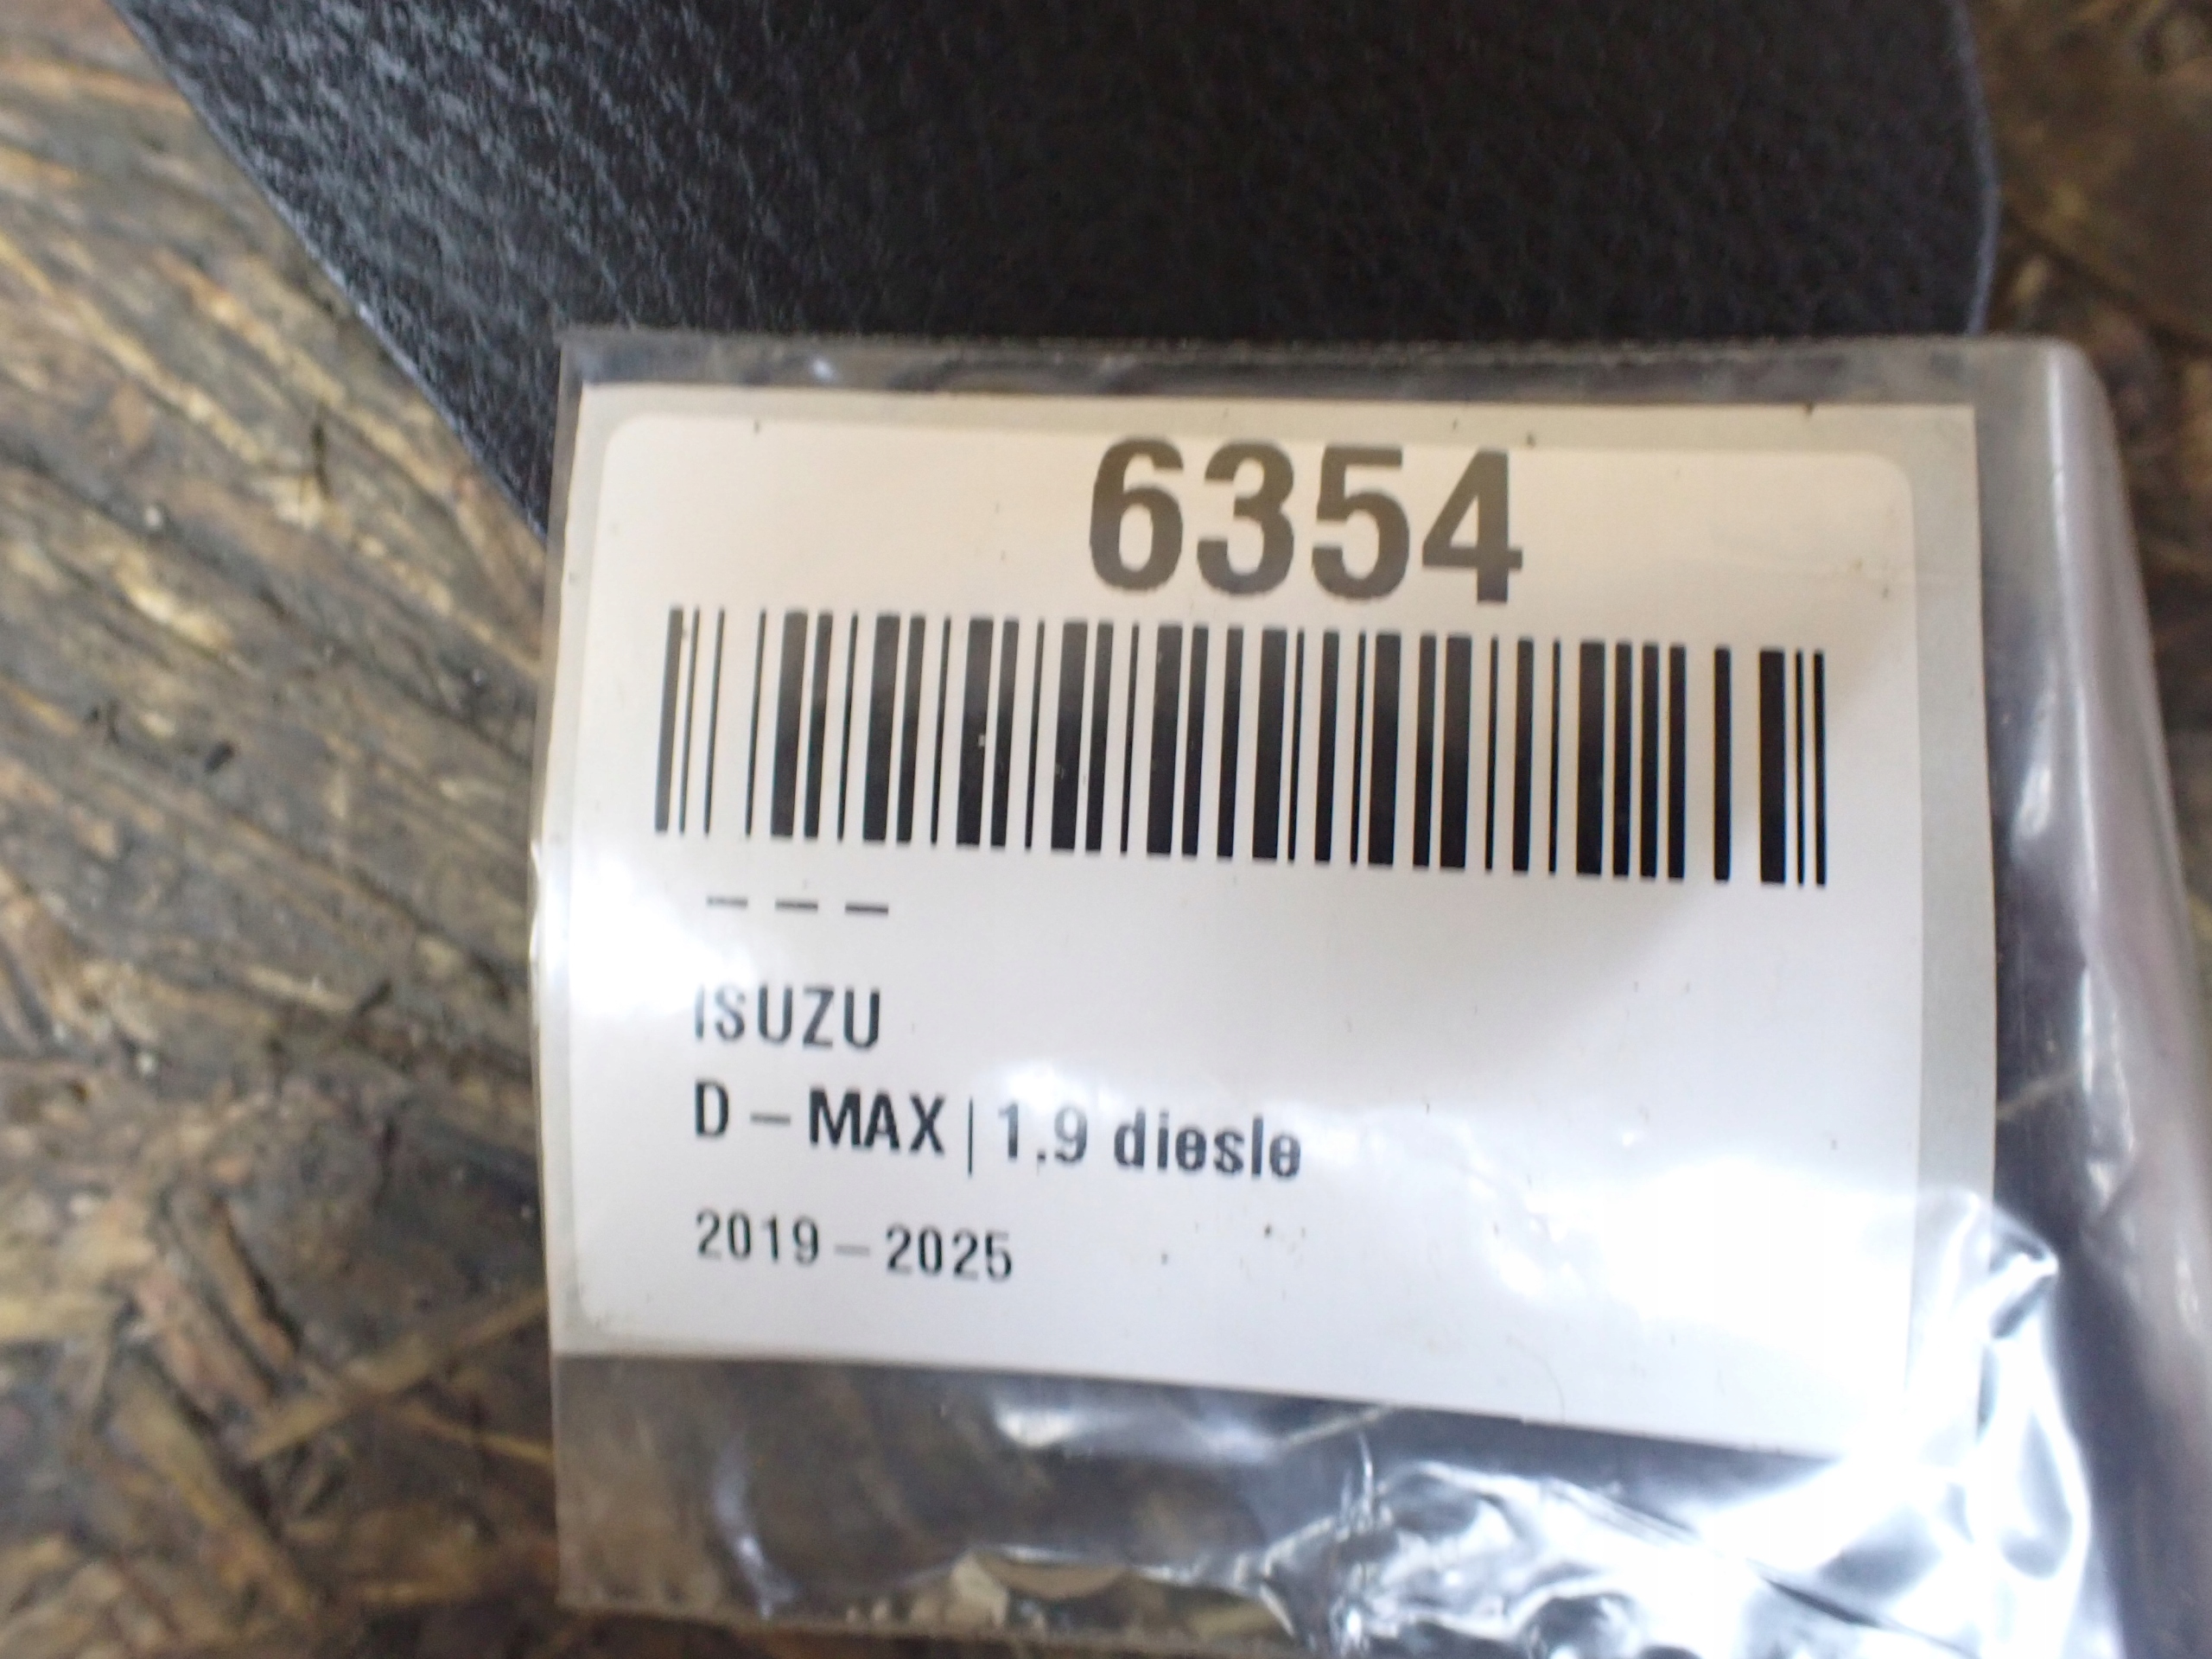 6354
– – –
ISUZU
D – MAX | 1.9 diesle
2019 – 2025